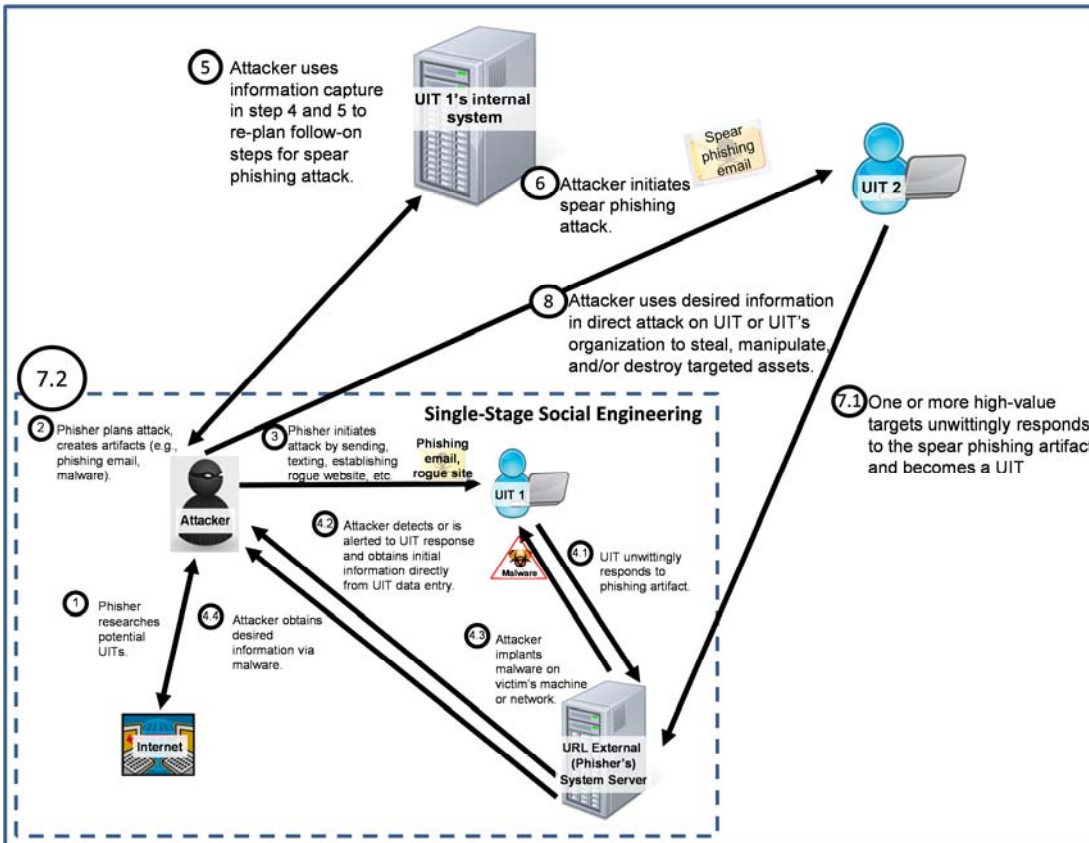 5
Attacker uses
information capture
in step 4 and 5 to
re-plan follow-on
steps for spear
phishing attack.
UIT 1's internal
system
Spear
phishing
email
6
Attacker initiates
spear phishing
attack.
UIT 2
8
Attacker uses desired information
in direct attack on UIT or UIT's
organization to steal, manipulate,
and/or destroy targeted assets.
7.1
One or more high-value
targets unwittingly responds
to the spear phishing artifact
and becomes a UIT
7.2
Single-Stage Social Engineering
2
Phisher plans attack,
creates artifacts (e.g.,
phishing email,
malware).
3
Phisher initiates
attack by sending,
texting, establishing
rogue website, etc.
Phishing
email,
rogue site
Attacker
UIT 1
4.2
Attacker detects or is
alerted to UIT response
and obtains initial
information directly
from UIT data entry.
Malware
4.1
UIT unwittingly
responds to
phishing artifact.
1
Phisher
researches
potential
UITs.
4.4
Attacker obtains
desired
information via
malware.
4.3
Attacker
implants
malware on
victim's machine
or network.
Internet
URL External
(Phisher's)
System Server